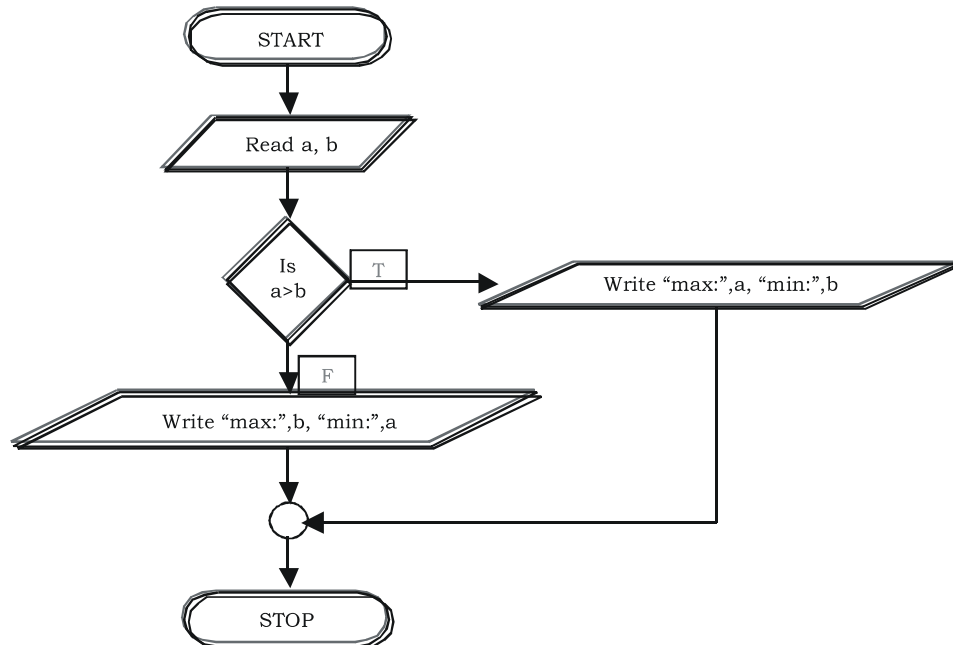 START
Read a, b
Is
a>b
T
Write “max:”,a, “min:”,b
F
Write “max:”,b, “min:”,a
STOP